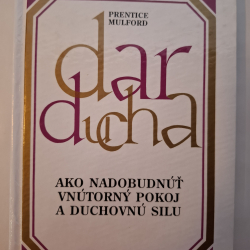 PRENTICE
MULFORD
dar
ducha
AKO NADOBUDNÚŤ
VNÚTORNÝ POKOJ
A DUCHOVNÚ SILU